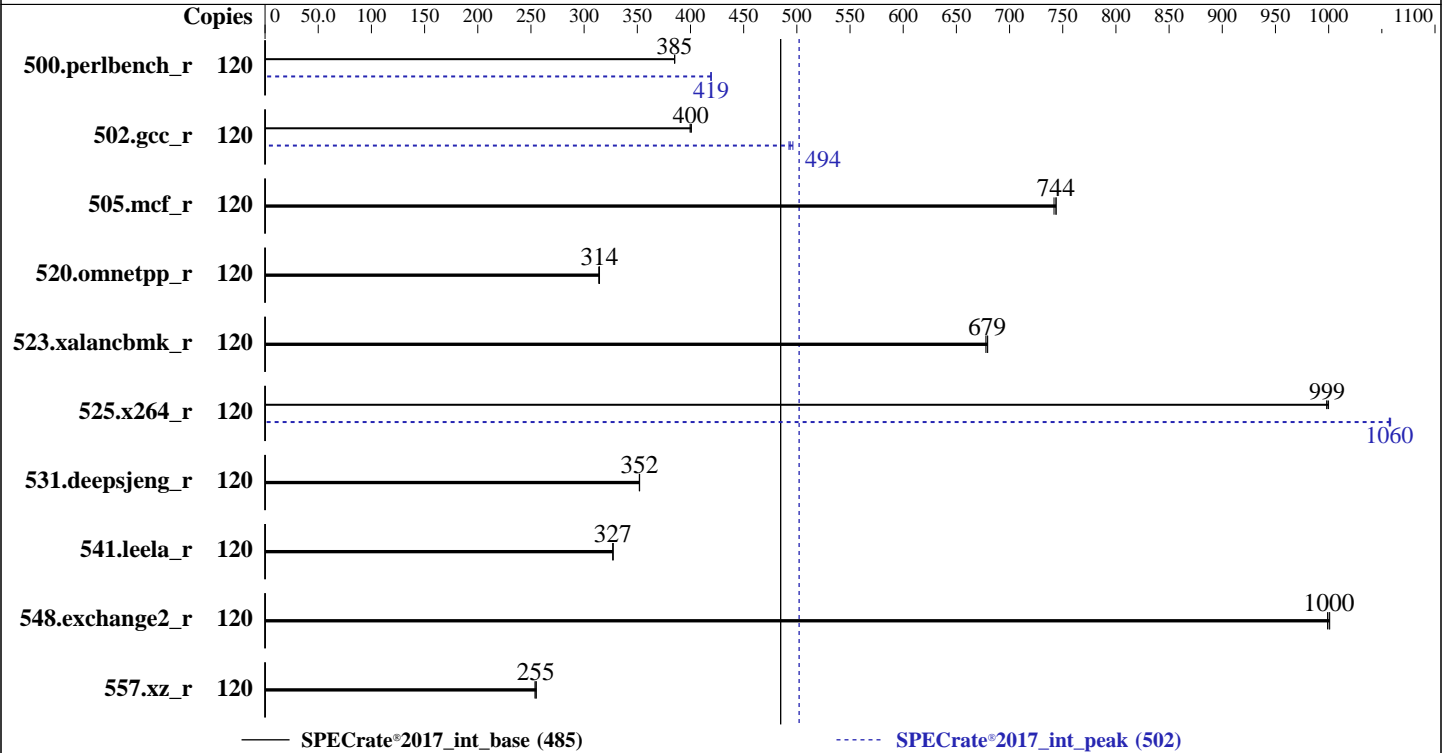 Copies 0 50.0 100 150 200 250 300 350 400 450 500 550 600 650 700 750 800 850 900 950 1000 1100
500.perlbench_r 120 385
419
502.gcc_r 120 400
494
505.mcf_r 120 744
520.omnetpp_r 120 314
523.xalancbmk_r 120 679
525.x264_r 120 999
1060
531.deepsjeng_r 120 352
541.leela_r 120 327
548.exchange2_r 120 1000
557.xz_r 120 255
SPECrate®2017_int_base (485) SPECrate®2017_int_peak (502)